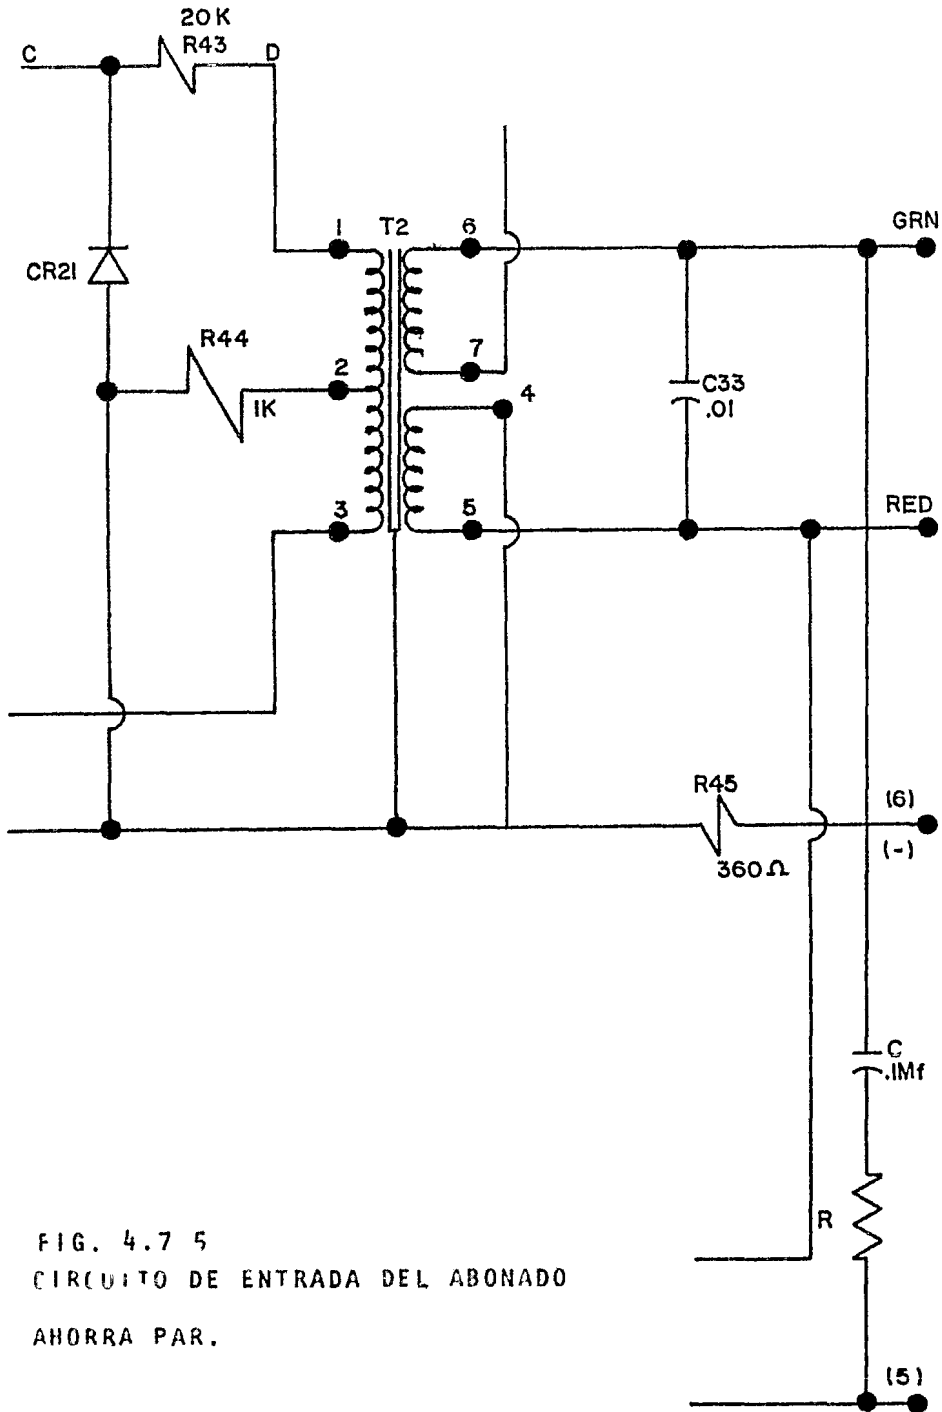 20K
C
R43
D
1
T2
6
GRN
CR21
R44
2
7
1K
4
C33
.01
3
5
RED
R45
(6)
360Ω
(-)
C
.1Mf
R
FIG. 4.7 5
CIRCUITO DE ENTRADA DEL ABONADO
AHORRA PAR.
(5)